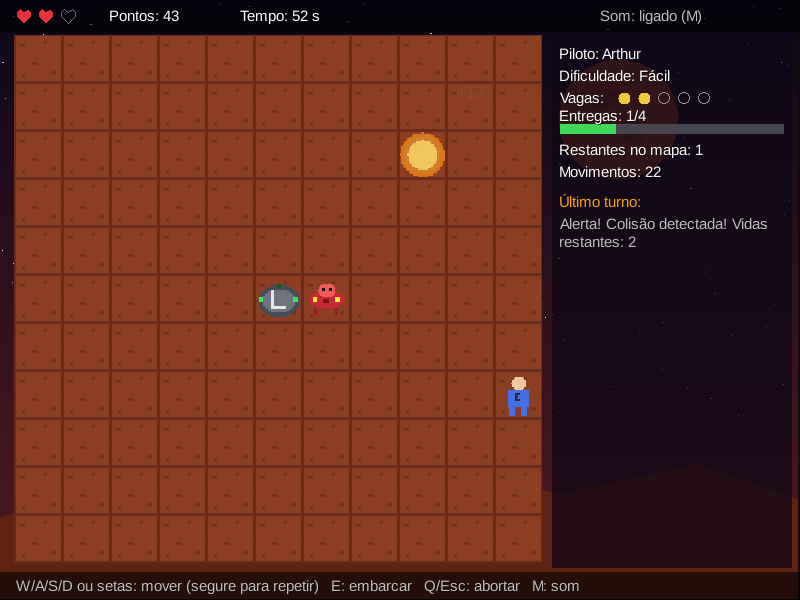 Pontos: 43
Tempo: 52 s
Som: ligado (M)
Piloto: Arthur
Dificuldade: Fácil
Vagas:
Entregas: 1/4
Restantes no mapa: 1
Movimentos: 22
Último turno:
Alerta! Colisão detectada! Vidas
restantes: 2
L
E
W/A/S/D ou setas: mover (segure para repetir)   E: embarcar   Q/Esc: abortar   M: som